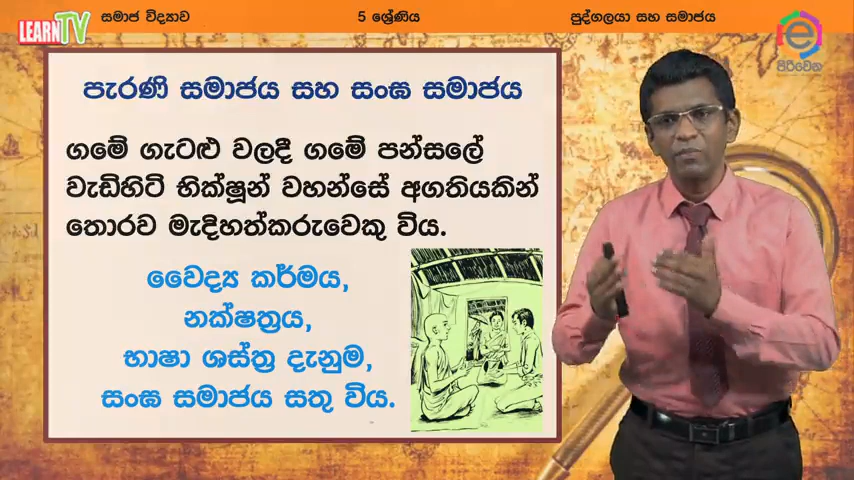 LEARN TV
සමාජ විද්‍යාව
5 ශ්‍රේණිය
පුද්ගලයා සහ සමාජය
e
පිරිවෙන
පැරණි සමාජය සහ සංඝ සමාජය
ගමේ ගැටළු වලදී ගමේ පන්සලේ
වැඩිහිටි භික්ෂූන් වහන්සේ අගතියකින්
තොරව මැදිහත්කරුවෙකු විය.
වෛද්‍ය කර්මය,
නක්ෂත්‍රය,
භාෂා ශස්ත්‍ර දැනුම,
සංඝ සමාජය සතු විය.